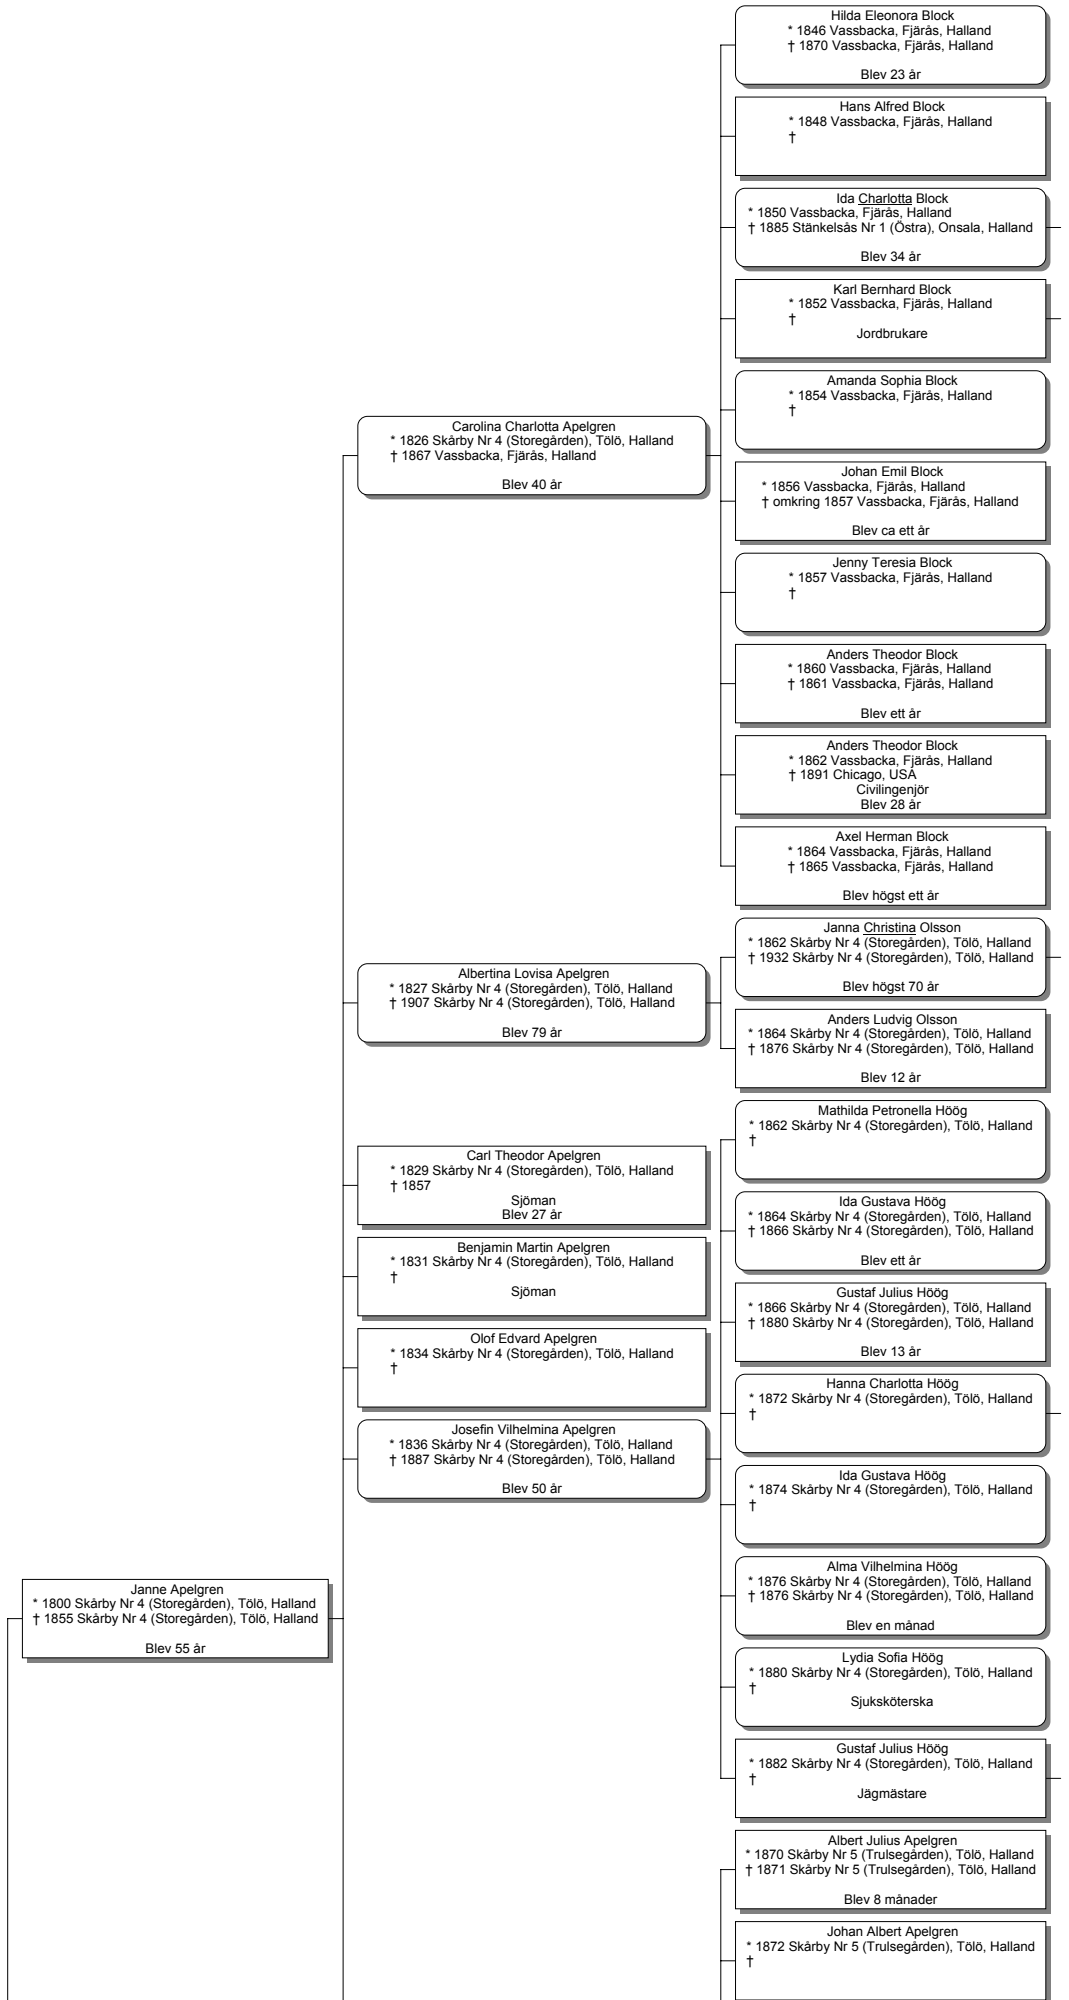 Hilda Eleonora Block
* 1846 Vassbacka, Fjärås, Halland
† 1870 Vassbacka, Fjärås, Halland
Blev 23 år
Hans Alfred Block
* 1848 Vassbacka, Fjärås, Halland
†
Ida Charlotta Block
* 1850 Vassbacka, Fjärås, Halland
† 1885 Stänkelsås Nr 1 (Östra), Onsala, Halland
Blev 34 år
Karl Bernhard Block
* 1852 Vassbacka, Fjärås, Halland
†
Jordbrukare
Amanda Sophia Block
* 1854 Vassbacka, Fjärås, Halland
†
Carolina Charlotta Apelgren
* 1826 Skårby Nr 4 (Storegården), Tölö, Halland
† 1867 Vassbacka, Fjärås, Halland
Blev 40 år
Johan Emil Block
* 1856 Vassbacka, Fjärås, Halland
† omkring 1857 Vassbacka, Fjärås, Halland
Blev ca ett år
Jenny Teresia Block
* 1857 Vassbacka, Fjärås, Halland
†
Anders Theodor Block
* 1860 Vassbacka, Fjärås, Halland
† 1861 Vassbacka, Fjärås, Halland
Blev ett år
Anders Theodor Block
* 1862 Vassbacka, Fjärås, Halland
† 1891 Chicago, USA
Civilingenjör
Blev 28 år
Axel Herman Block
* 1864 Vassbacka, Fjärås, Halland
† 1865 Vassbacka, Fjärås, Halland
Blev högst ett år
Janna Christina Olsson
* 1862 Skårby Nr 4 (Storegården), Tölö, Halland
† 1932 Skårby Nr 4 (Storegården), Tölö, Halland
Blev högst 70 år
Albertina Lovisa Apelgren
* 1827 Skårby Nr 4 (Storegården), Tölö, Halland
† 1907 Skårby Nr 4 (Storegården), Tölö, Halland
Blev 79 år
Anders Ludvig Olsson
* 1864 Skårby Nr 4 (Storegården), Tölö, Halland
† 1876 Skårby Nr 4 (Storegården), Tölö, Halland
Blev 12 år
Mathilda Petronella Höög
* 1862 Skårby Nr 4 (Storegården), Tölö, Halland
†
Carl Theodor Apelgren
* 1829 Skårby Nr 4 (Storegården), Tölö, Halland
† 1857
Sjöman
Blev 27 år
Ida Gustava Höög
* 1864 Skårby Nr 4 (Storegården), Tölö, Halland
† 1866 Skårby Nr 4 (Storegården), Tölö, Halland
Blev ett år
Benjamin Martin Apelgren
* 1831 Skårby Nr 4 (Storegården), Tölö, Halland
†
Sjöman
Gustaf Julius Höög
* 1866 Skårby Nr 4 (Storegården), Tölö, Halland
† 1880 Skårby Nr 4 (Storegården), Tölö, Halland
Blev 13 år
Olof Edvard Apelgren
* 1834 Skårby Nr 4 (Storegården), Tölö, Halland
†
Hanna Charlotta Höög
* 1872 Skårby Nr 4 (Storegården), Tölö, Halland
†
Josefin Vilhelmina Apelgren
* 1836 Skårby Nr 4 (Storegården), Tölö, Halland
† 1887 Skårby Nr 4 (Storegården), Tölö, Halland
Blev 50 år
Ida Gustava Höög
* 1874 Skårby Nr 4 (Storegården), Tölö, Halland
†
Alma Vilhelmina Höög
* 1876 Skårby Nr 4 (Storegården), Tölö, Halland
† 1876 Skårby Nr 4 (Storegården), Tölö, Halland
Blev en månad
Janne Apelgren
* 1800 Skårby Nr 4 (Storegården), Tölö, Halland
† 1855 Skårby Nr 4 (Storegården), Tölö, Halland
Blev 55 år
Lydia Sofia Höög
* 1880 Skårby Nr 4 (Storegården), Tölö, Halland
†
Sjuksköterska
Gustaf Julius Höög
* 1882 Skårby Nr 4 (Storegården), Tölö, Halland
†
Jägmästare
Albert Julius Apelgren
* 1870 Skårby Nr 5 (Trulsegården), Tölö, Halland
† 1871 Skårby Nr 5 (Trulsegården), Tölö, Halland
Blev 8 månader
Johan Albert Apelgren
* 1872 Skårby Nr 5 (Trulsegården), Tölö, Halland
†